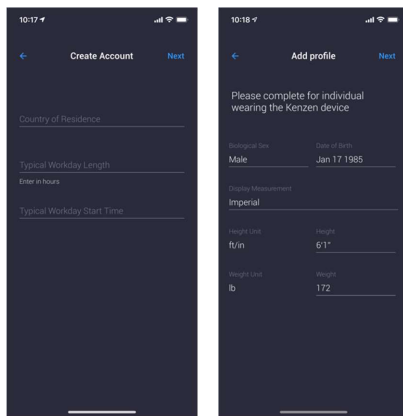 10:17
Create Account
Next
Country of Residence
Typical Workday Length
Enter in hours
Typical Workday Start Time
10:18
Add profile
Next
Please complete for individual
wearing the Kenzen device
Biological Sex
Date of Birth
Male
Jan 17 1985
Display Measurement
Imperial
Height Unit
Height
ft/in
6'1"
Weight Unit
Weight
lb
172